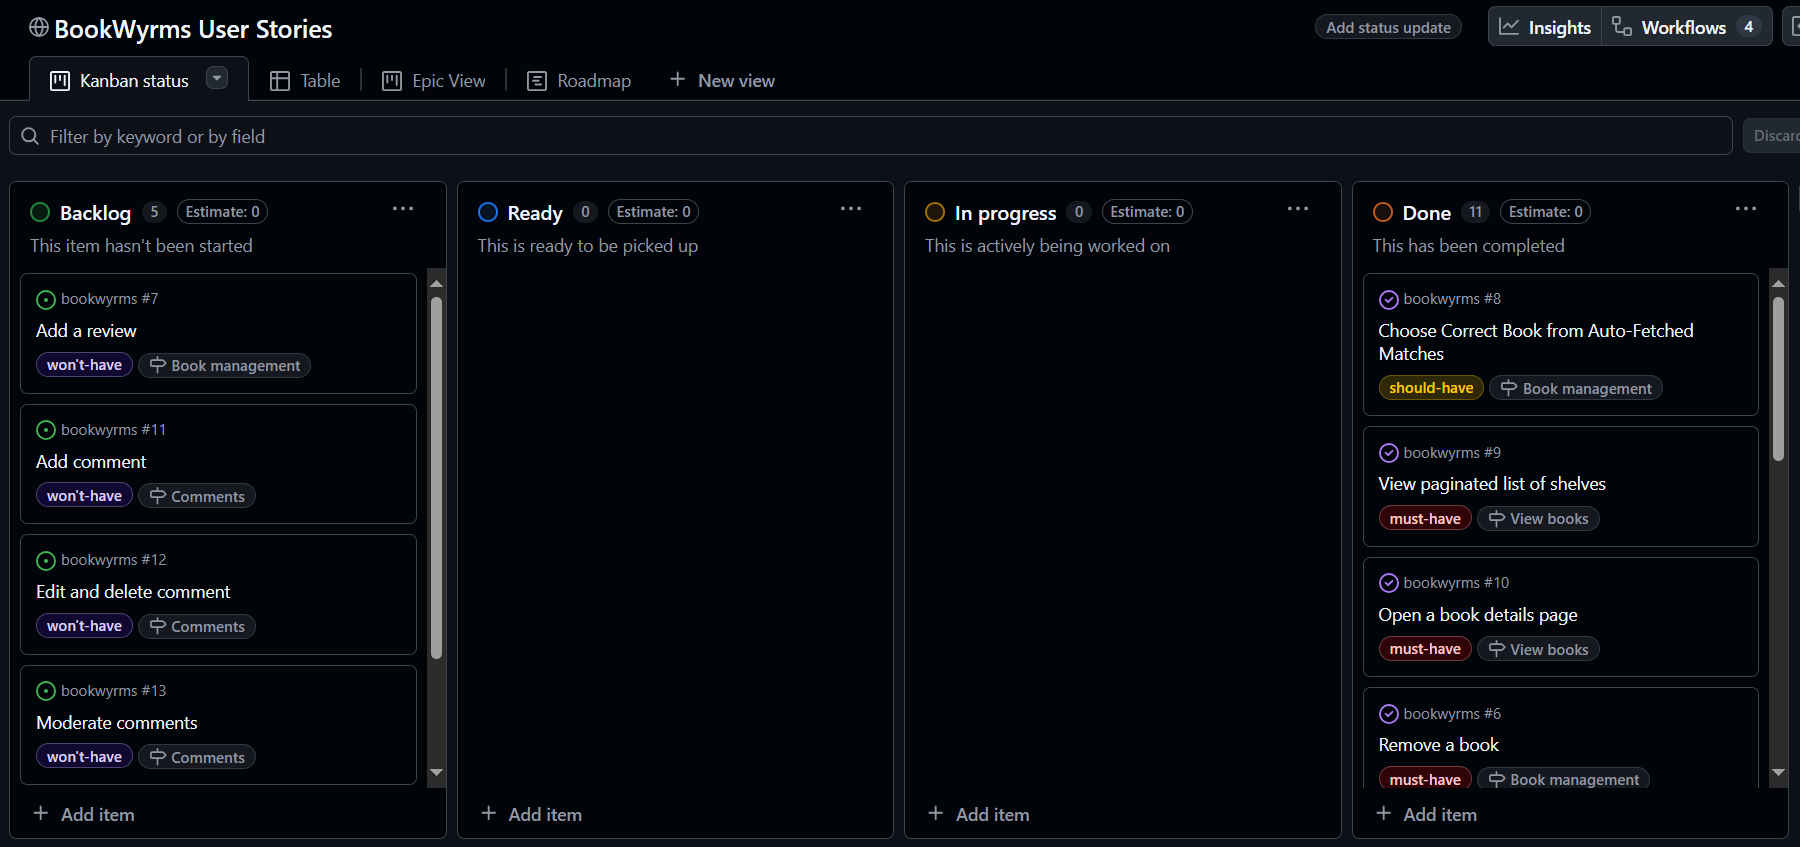 BookWyrms User Stories
Add status update
Insights
Workflows 4
Kanban status
Table
Epic View
Roadmap
New view
Filter by keyword or by field
Backlog 5 Estimate: 0
This item hasn't been started
bookwyrms #7
Add a review
won't-have Book management
bookwyrms #11
Add comment
won't-have Comments
bookwyrms #12
Edit and delete comment
won't-have Comments
bookwyrms #13
Moderate comments
won't-have Comments
+ Add item
Ready 0 Estimate: 0
This is ready to be picked up
+ Add item
In progress 0 Estimate: 0
This is actively being worked on
+ Add item
Done 11 Estimate: 0
This has been completed
bookwyrms #8
Choose Correct Book from Auto-Fetched
Matches
should-have Book management
bookwyrms #9
View paginated list of shelves
must-have View books
bookwyrms #10
Open a book details page
must-have View books
bookwyrms #6
Remove a book
must-have Book management
+ Add item